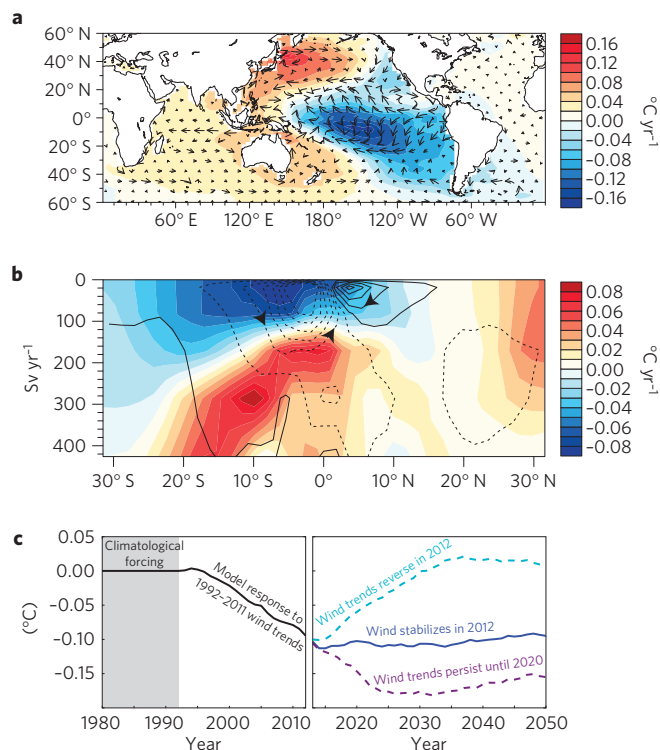 a
60° N
40° N
20° N
0°
20° S
40° S
60° S
60° E
120° E
180°
120° W
60° W
0.16
0.12
0.08
0.04
0.00
–0.04
–0.08
–0.12
–0.16
°C yr⁻¹
b
0
100
200
300
400
Sv yr⁻¹
30° S
20° S
10° S
0°
10° N
20° N
30° N
0.08
0.06
0.04
0.02
0.00
–0.02
–0.04
–0.06
–0.08
°C yr⁻¹
c
0.05
0.00
–0.05
–0.10
–0.15
(°C)
Climatological
forcing
Model response to
1992–2011 wind trends
Wind trends reverse in 2012
Wind stabilizes in 2012
Wind trends persist until 2020
1980
1990
2000
2010
2020
2030
2040
2050
Year
Year